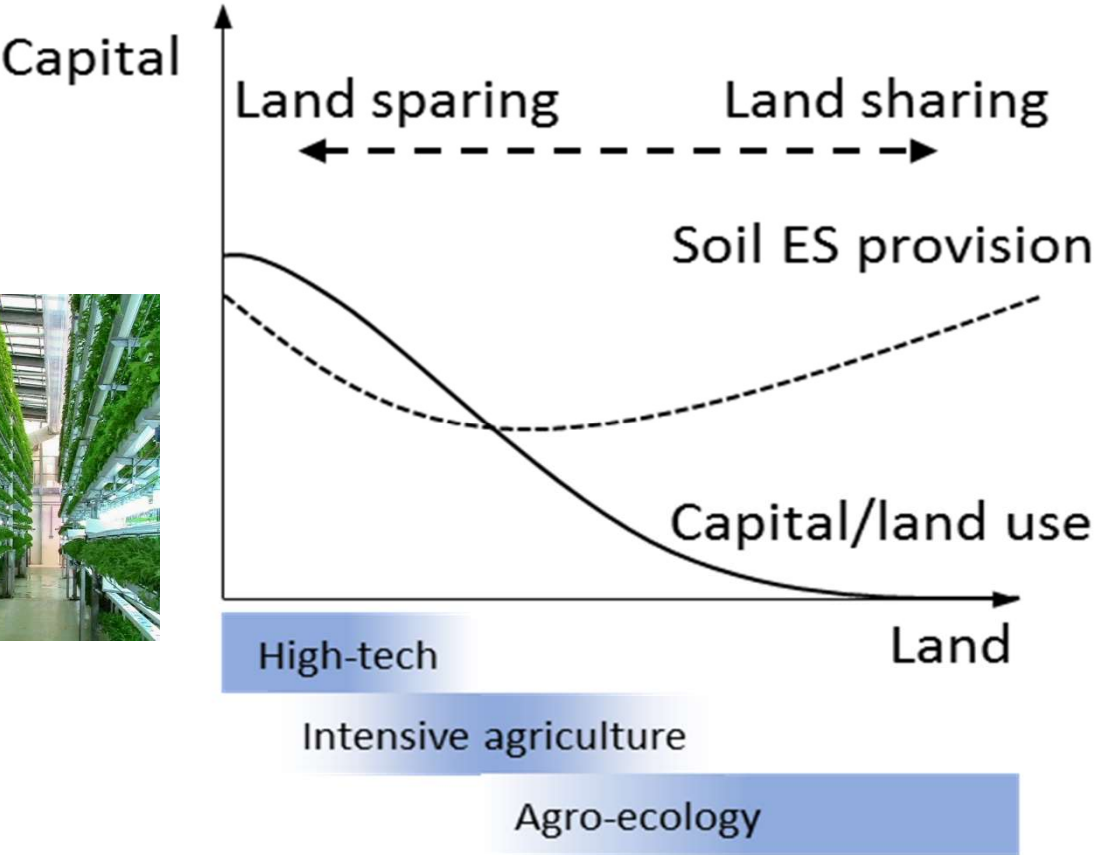 Capital
Land sparing
Land sharing
Soil ES provision
Capital/land use
Land
High-tech
Intensive agriculture
Agro-ecology